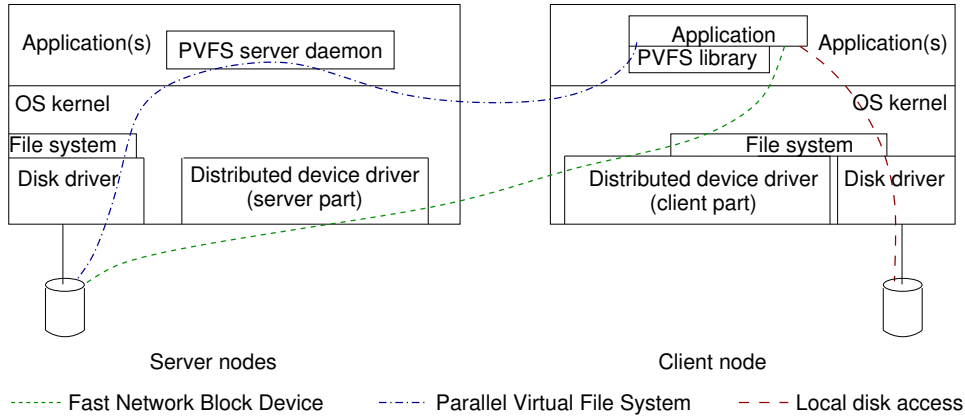 Application(s)
PVFS server daemon
OS kernel
File system
Disk driver
Distributed device driver
(server part)
Application
PVFS library
Application(s)
OS kernel
File system
Distributed device driver
(client part)
Disk driver
Server nodes
Client node
Fast Network Block Device
Parallel Virtual File System
Local disk access